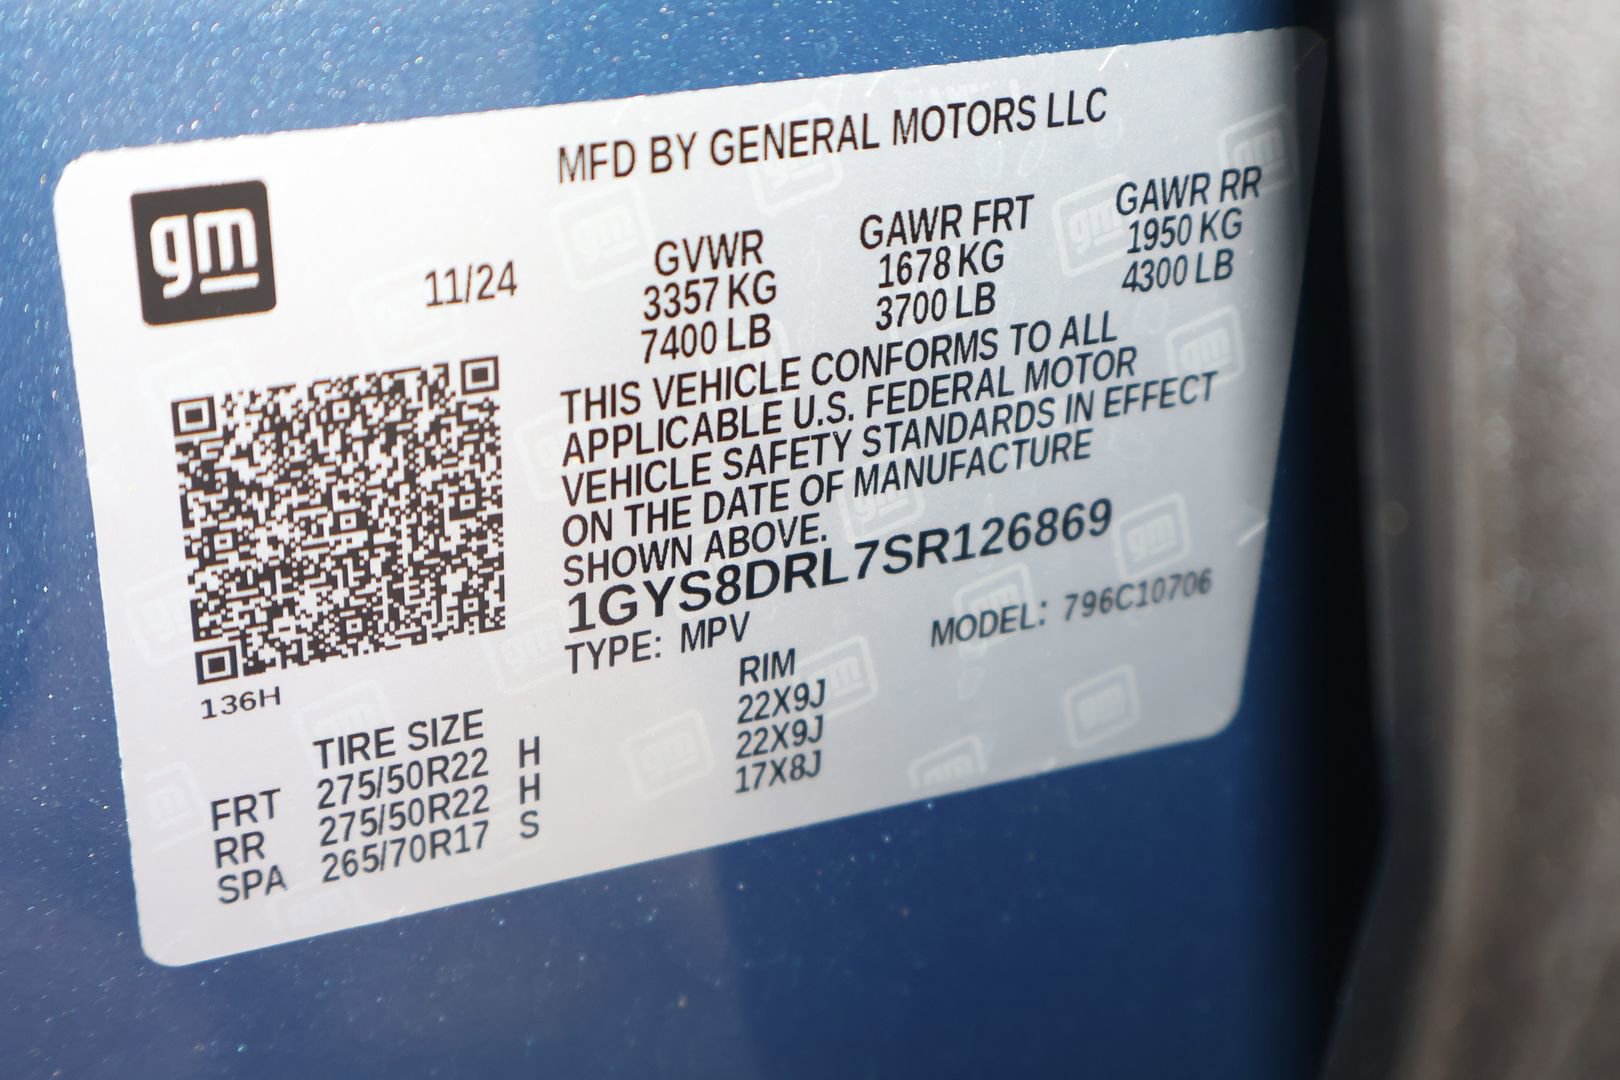 MFD BY GENERAL MOTORS LLC
gm
11/24
GVWR GAWR FRT GAWR RR
3357 KG 1678 KG 1950 KG
7400 LB 3700 LB 4300 LB
THIS VEHICLE CONFORMS TO ALL
APPLICABLE U.S. FEDERAL MOTOR
VEHICLE SAFETY STANDARDS IN EFFECT
ON THE DATE OF MANUFACTURE
SHOWN ABOVE.
1GYS8DRL7SR126869
TYPE: MPV MODEL: 796C10706
136H
TIRE SIZE RIM
FRT 275/50R22 H 22X9J
RR 275/50R22 H 22X9J
SPA 265/70R17 S 17X8J